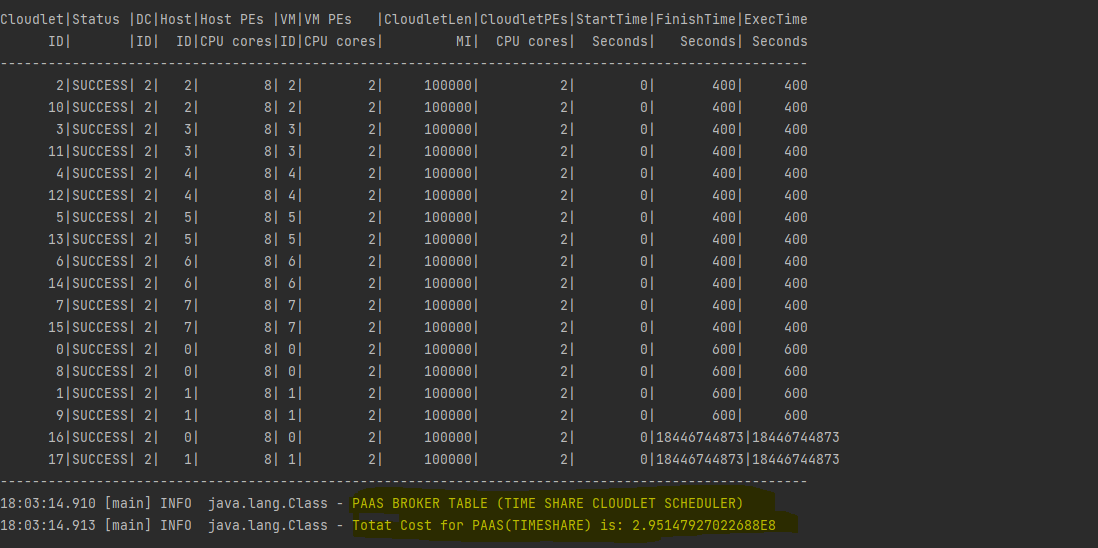 Cloudlet|Status |DC|Host|Host PEs |VM|VM PEs   |CloudletLen|CloudletPEs|StartTime|FinishTime|ExecTime
      ID|       |ID|  ID|CPU cores|ID|CPU cores|         MI|  CPU cores|  Seconds|   Seconds| Seconds
-----------------------------------------------------------------------------------------------------
       2|SUCCESS| 2|   2|        8| 2|        2|     100000|          2|        0|       400|     400
      10|SUCCESS| 2|   2|        8| 2|        2|     100000|          2|        0|       400|     400
       3|SUCCESS| 2|   3|        8| 3|        2|     100000|          2|        0|       400|     400
      11|SUCCESS| 2|   3|        8| 3|        2|     100000|          2|        0|       400|     400
       4|SUCCESS| 2|   4|        8| 4|        2|     100000|          2|        0|       400|     400
      12|SUCCESS| 2|   4|        8| 4|        2|     100000|          2|        0|       400|     400
       5|SUCCESS| 2|   5|        8| 5|        2|     100000|          2|        0|       400|     400
      13|SUCCESS| 2|   5|        8| 5|        2|     100000|          2|        0|       400|     400
       6|SUCCESS| 2|   6|        8| 6|        2|     100000|          2|        0|       400|     400
      14|SUCCESS| 2|   6|        8| 6|        2|     100000|          2|        0|       400|     400
       7|SUCCESS| 2|   7|        8| 7|        2|     100000|          2|        0|       400|     400
      15|SUCCESS| 2|   7|        8| 7|        2|     100000|          2|        0|       400|     400
       0|SUCCESS| 2|   0|        8| 0|        2|     100000|          2|        0|       600|     600
       8|SUCCESS| 2|   0|        8| 0|        2|     100000|          2|        0|       600|     600
       1|SUCCESS| 2|   1|        8| 1|        2|     100000|          2|        0|       600|     600
       9|SUCCESS| 2|   1|        8| 1|        2|     100000|          2|        0|       600|     600
      16|SUCCESS| 2|   0|        8| 0|        2|     100000|          2|        0|18446744873|18446744873
      17|SUCCESS| 2|   1|        8| 1|        2|     100000|          2|        0|18446744873|18446744873
-----------------------------------------------------------------------------------------------------
18:03:14.910 [main] INFO  java.lang.Class - PAAS BROKER TABLE (TIME SHARE CLOUDLET SCHEDULER)
18:03:14.913 [main] INFO  java.lang.Class - Totat Cost for PAAS(TIMESHARE) is: 2.95147927022688E8